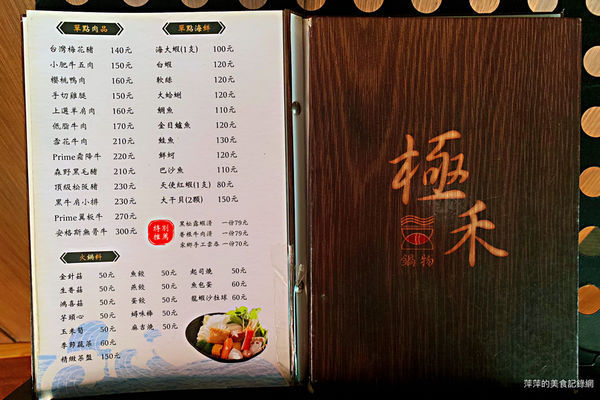 單點肉品
台灣梅花豬 140元
小肥牛五肉 150元
櫻桃鴨肉 160元
手切雞腿 150元
上選羊肩肉 160元
低脂牛肉 170元
雪花牛肉 210元
Prime霜降牛 220元
森野黑毛豬 210元
頂級松阪豬 230元
黑牛肩小排 230元
Prime翼板牛 270元
安格斯無骨牛 300元
單點海鮮
海大蝦(1支) 100元
白蝦 120元
軟絲 120元
大蛤蜊 120元
鯛魚 110元
金目鱸魚 120元
鮭魚 130元
鮮蚵 120元
巴沙魚 110元
天使紅蝦(1支) 80元
大干貝(2顆) 150元
特別推薦
黑松露蝦滑 一份79元
香根牛肉滑 一份79元
家鄉手工雲吞 一份70元
火鍋料
金針菇 50元
生香菇 50元
鴻喜菇 50元
芋頭心 50元
玉米筍 50元
季節蔬菜 60元
精緻菜盤 150元
魚餃 50元
燕餃 50元
蛋餃 50元
蟳味棒 50元
麻吉燒 50元
起司燒 50元
魚包蛋 60元
龍蝦沙拉球 60元
極禾
鍋物
萍萍的美食記錄網